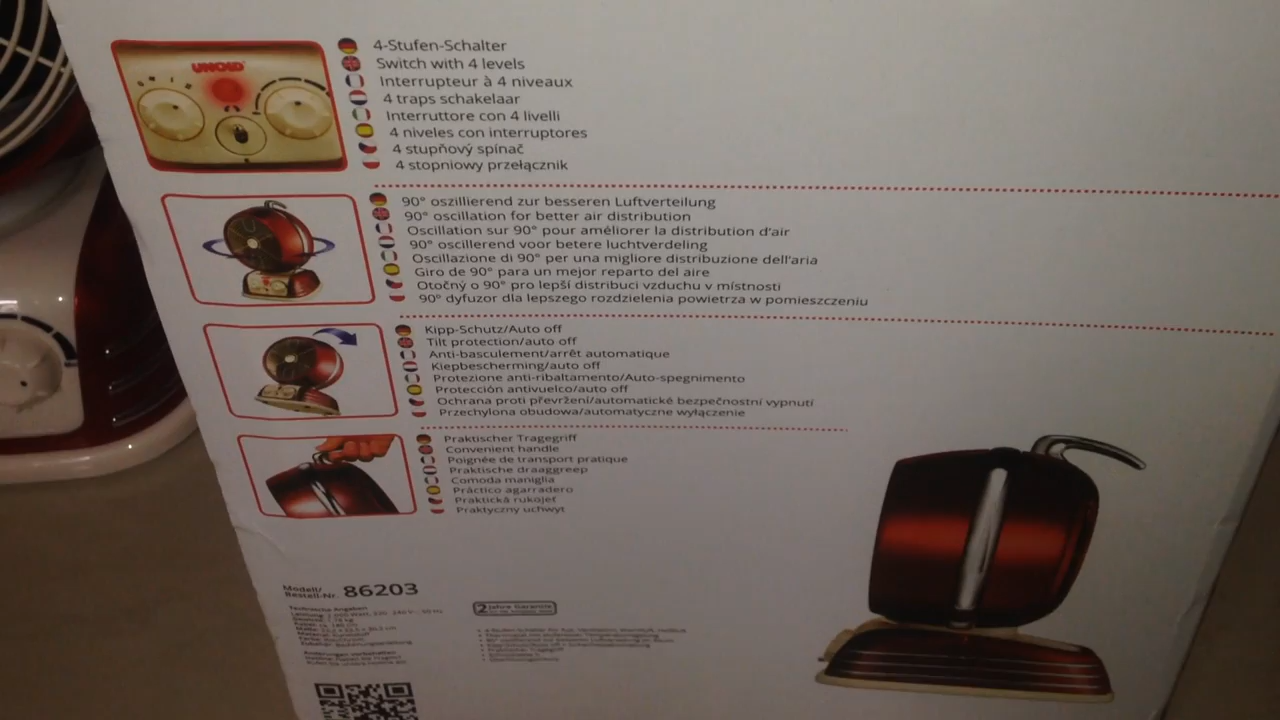 UNOLD
4-Stufen-Schalter
Switch with 4 levels
Interrupteur à 4 niveaux
4 traps schakelaar
Interruttore con 4 livelli
4 niveles con interruptores
4 stupňový spínač
4 stopniowy przełącznik
90° oszillierend zur besseren Luftverteilung
90° oscillation for better air distribution
Oscillation sur 90° pour améliorer la distribution d'air
90° oscillerend voor betere luchtverdeling
Oscillazione di 90° per una migliore distribuzione dell'aria
Giro de 90° para un mejor reparto del aire
Otočný o 90° pro lepší distribuci vzduchu v místnosti
90° dyfuzor dla lepszego rozdzielenia powietrza w pomieszczeniu
Kipp-Schutz/Auto off
Tilt protection/auto off
Anti-basculement/arrêt automatique
Kiepbescherming/auto off
Protezione anti-ribaltamento/Auto-spegnimento
Protección antivuelco/auto off
Ochrana proti převržení/automatické bezpečnostní vypnutí
Przechylona obudowa/automatyczne wyłączenie
Praktischer Tragegriff
Convenient handle
Poignée de transport pratique
Praktische draaggreep
Comoda maniglia
Práctico agarradero
Praktická rukojeť
Praktyczny uchwyt
Modell/
Bestell-Nr. 86203
Technische Angaben
2 Jahre Garantie